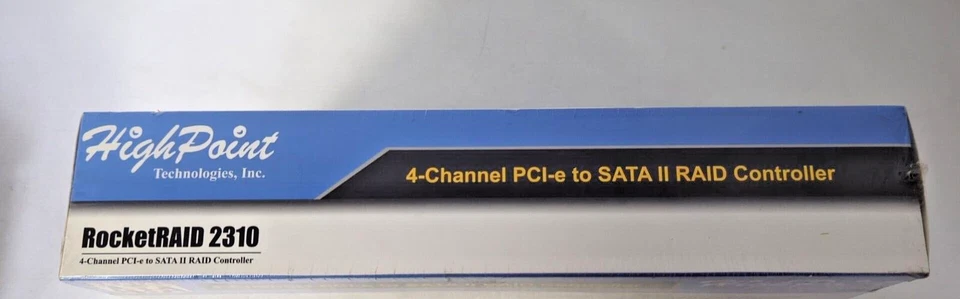 HighPoint
Technologies, Inc.
4-Channel PCI-e to SATA II RAID Controller
RocketRAID 2310
4-Channel PCI-e to SATA II RAID Controller